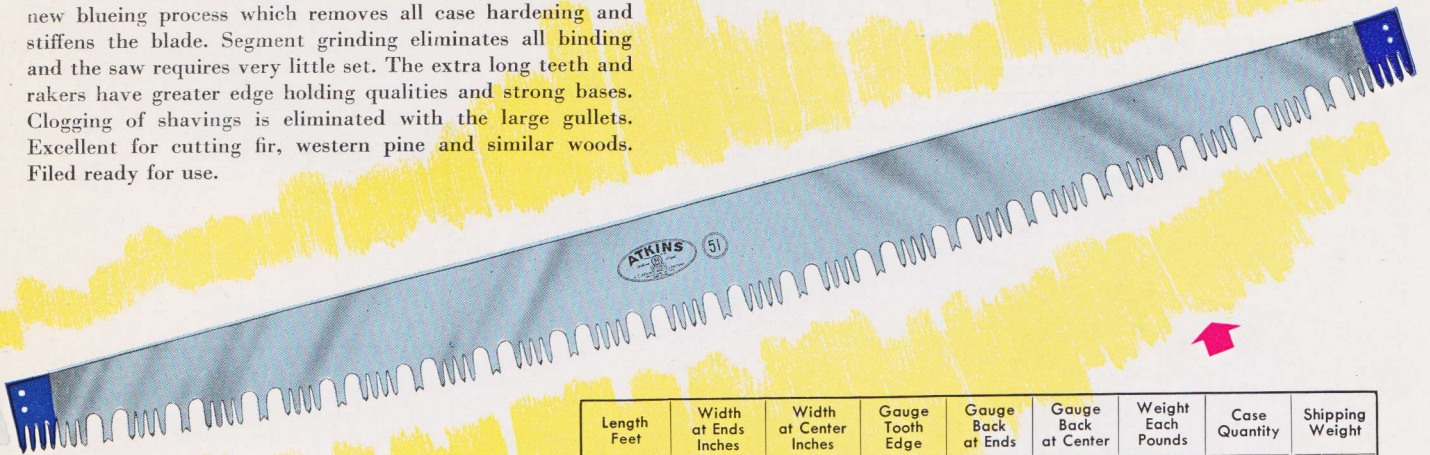 new blueing process which removes all case hardening and
stiffens the blade. Segment grinding eliminates all binding
and the saw requires very little set. The extra long teeth and
rakers have greater edge holding qualities and strong bases.
Clogging of shavings is eliminated with the large gullets.
Excellent for cutting fir, western pine and similar woods.
Filed ready for use.
ATKINS 51
Length Feet
Width at Ends Inches
Width at Center Inches
Gauge Tooth Edge
Gauge Back at Ends
Gauge Back at Center
Weight Each Pounds
Case Quantity
Shipping Weight